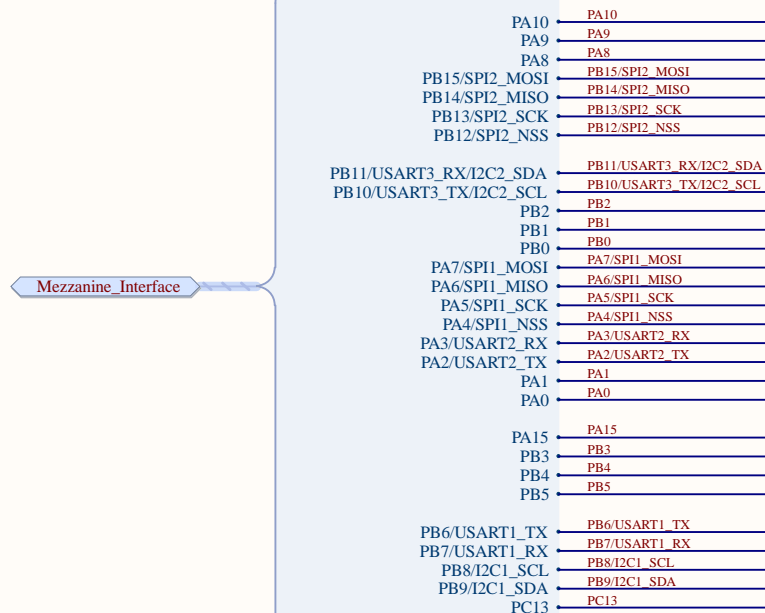 PA10 PA10
PA9 PA9
PA8 PA8
PB15/SPI2_MOSI PB15/SPI2_MOSI
PB14/SPI2_MISO PB14/SPI2_MISO
PB13/SPI2_SCK PB13/SPI2_SCK
PB12/SPI2_NSS PB12/SPI2_NSS
PB11/USART3_RX/I2C2_SDA PB11/USART3_RX/I2C2_SDA
PB10/USART3_TX/I2C2_SCL PB10/USART3_TX/I2C2_SCL
PB2 PB2
PB1 PB1
PB0 PB0
PA7/SPI1_MOSI PA7/SPI1_MOSI
Mezzanine_Interface PA6/SPI1_MISO PA6/SPI1_MISO
PA5/SPI1_SCK PA5/SPI1_SCK
PA4/SPI1_NSS PA4/SPI1_NSS
PA3/USART2_RX PA3/USART2_RX
PA2/USART2_TX PA2/USART2_TX
PA1 PA1
PA0 PA0
PA15 PA15
PB3 PB3
PB4 PB4
PB5 PB5
PB6/USART1_TX PB6/USART1_TX
PB7/USART1_RX PB7/USART1_RX
PB8/I2C1_SCL PB8/I2C1_SCL
PB9/I2C1_SDA PB9/I2C1_SDA
PC13 PC13